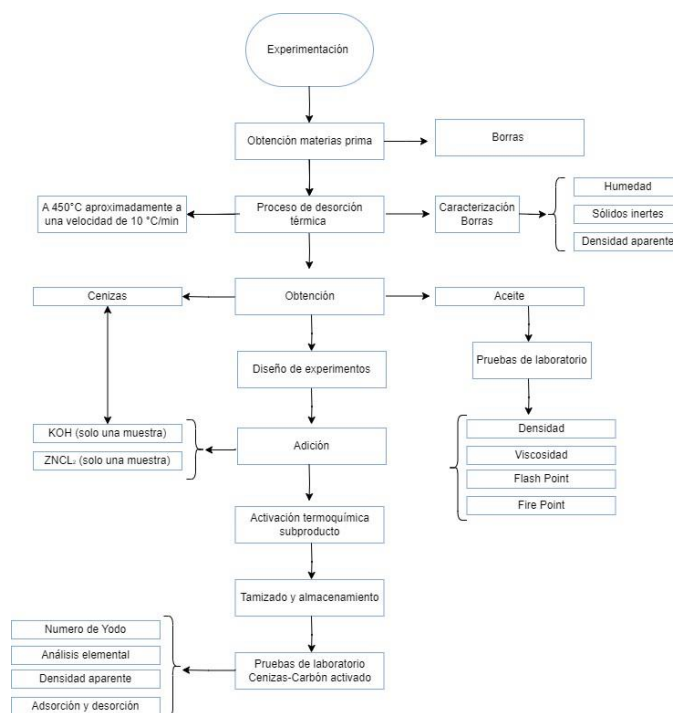 Experimentación
Obtención materias prima
Borras
A 450°C aproximadamente a
una velocidad de 10 °C/min
Proceso de desorción
térmica
Caracterización
Borras
Humedad
Sólidos inertes
Densidad aparente
Cenizas
Obtención
Aceite
Diseño de experimentos
Pruebas de laboratorio
KOH (solo una muestra)
ZNCL₂ (solo una muestra)
Adición
Densidad
Viscosidad
Flash Point
Fire Point
Activación termoquímica
subproducto
Tamizado y almacenamiento
Numero de Yodo
Análisis elemental
Densidad aparente
Adsorción y desorción
Pruebas de laboratorio
Cenizas-Carbón activado